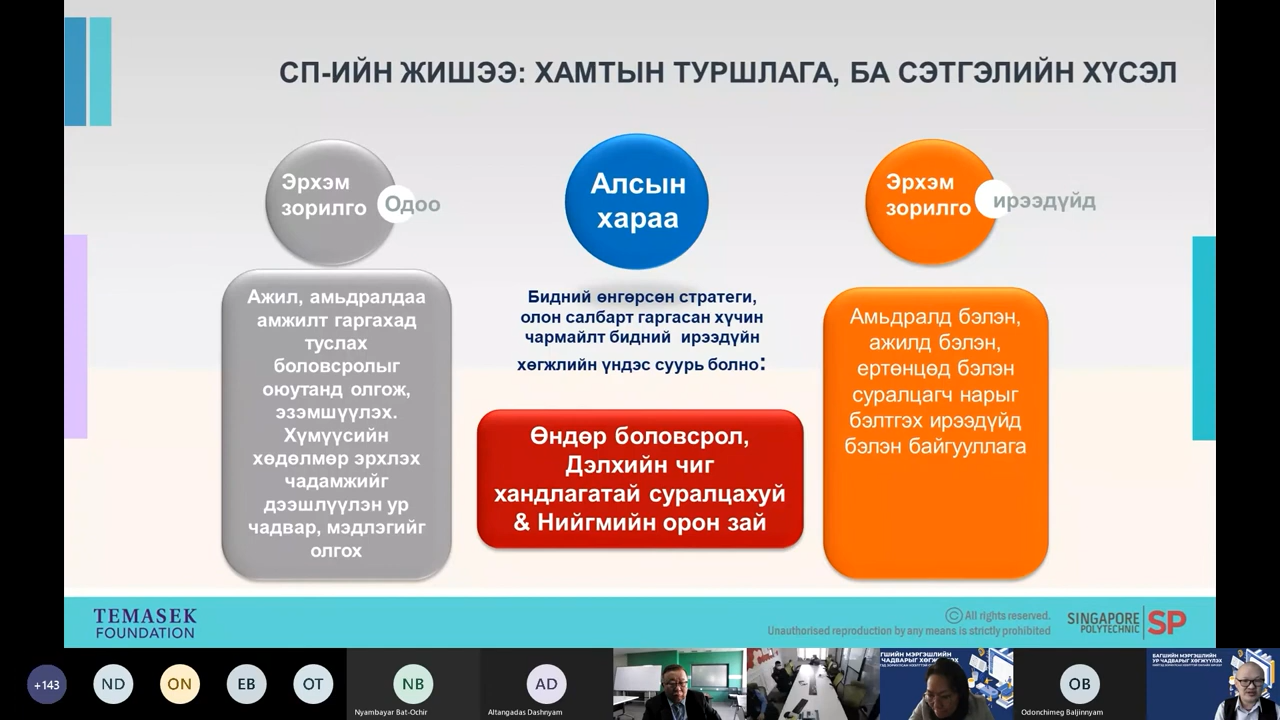 СП-ИЙН ЖИШЭЭ: ХАМТЫН ТУРШЛАГА, БА СЭТГЭЛИЙН ХҮСЭЛ
Эрхэм
зорилго
Одоо
Ажил, амьдралдаа
амжилт гаргахад
туслах
боловсролыг
оюутанд олгож,
эзэмшүүлэх.
Хүмүүсийн
хөдөлмөр эрхлэх
чадамжийг
дээшлүүлэн ур
чадвар, мэдлэгийг
олгох
Алсын
хараа
Бидний өнгөрсөн стратеги,
олон салбарт гаргасан хүчин
чармайлт бидний ирээдүйн
хөгжлийн үндэс суурь болно:
Өндөр боловсрол,
Дэлхийн чиг
хандлагатай суралцахуй
& Нийгмийн орон зай
Эрхэм
зорилго
ирээдүйд
Амьдралд бэлэн,
ажилд бэлэн,
ертөнцөд бэлэн
суралцагч нарыг
бэлтгэх ирээдүйд
бэлэн байгууллага
TEMASEK
FOUNDATION
© All rights reserved.
Unauthorised reproduction by any means is strictly prohibited
SINGAPORE
POLYTECHNIC
SP
+143
ND
ON
EB
OT
NB
Nyambayar Bat-Ochir
AD
Altangadas Dashnyam
OB
Odonchimeg Baljinnyam
БАГШИЙН МЭРГЭШЛИЙН
УР ЧАДВАРЫГ ХӨГЖҮҮЛЭХ